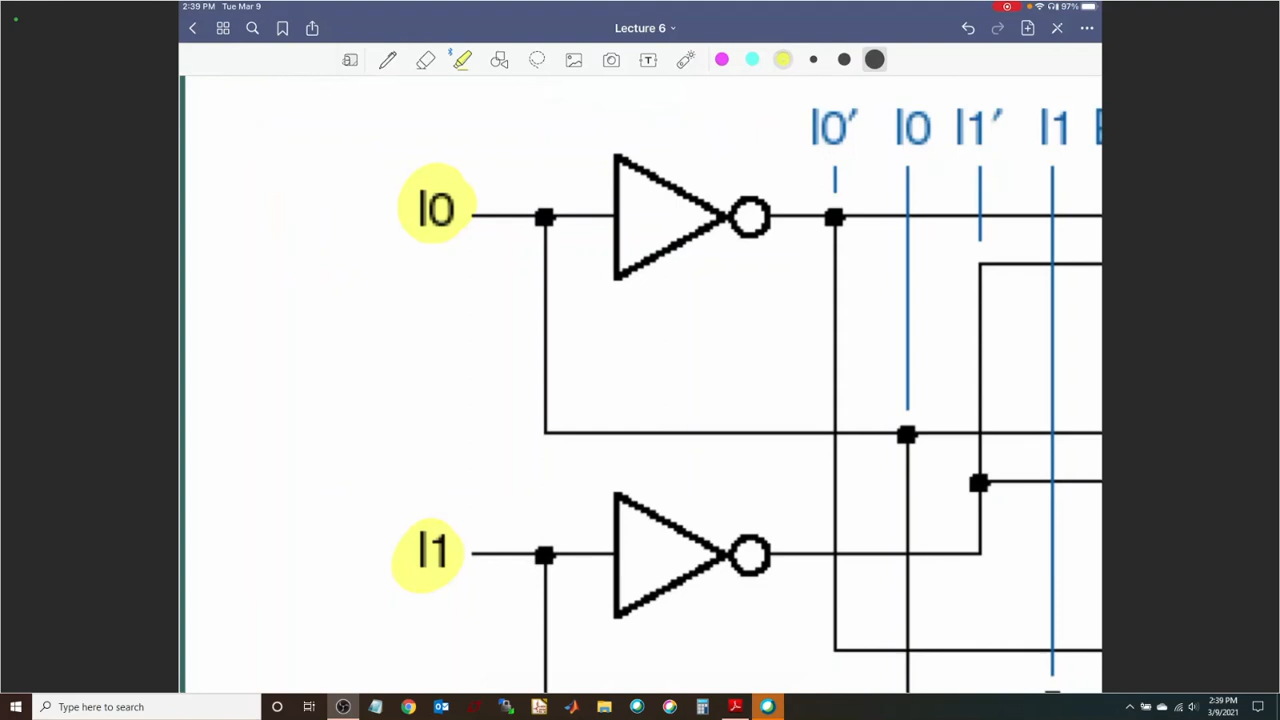 2:39 PM Tue Mar 9
97%
Lecture 6
T
I0' I0 I1' I1
I0
I1
Type here to search
2:39 PM
3/9/2021